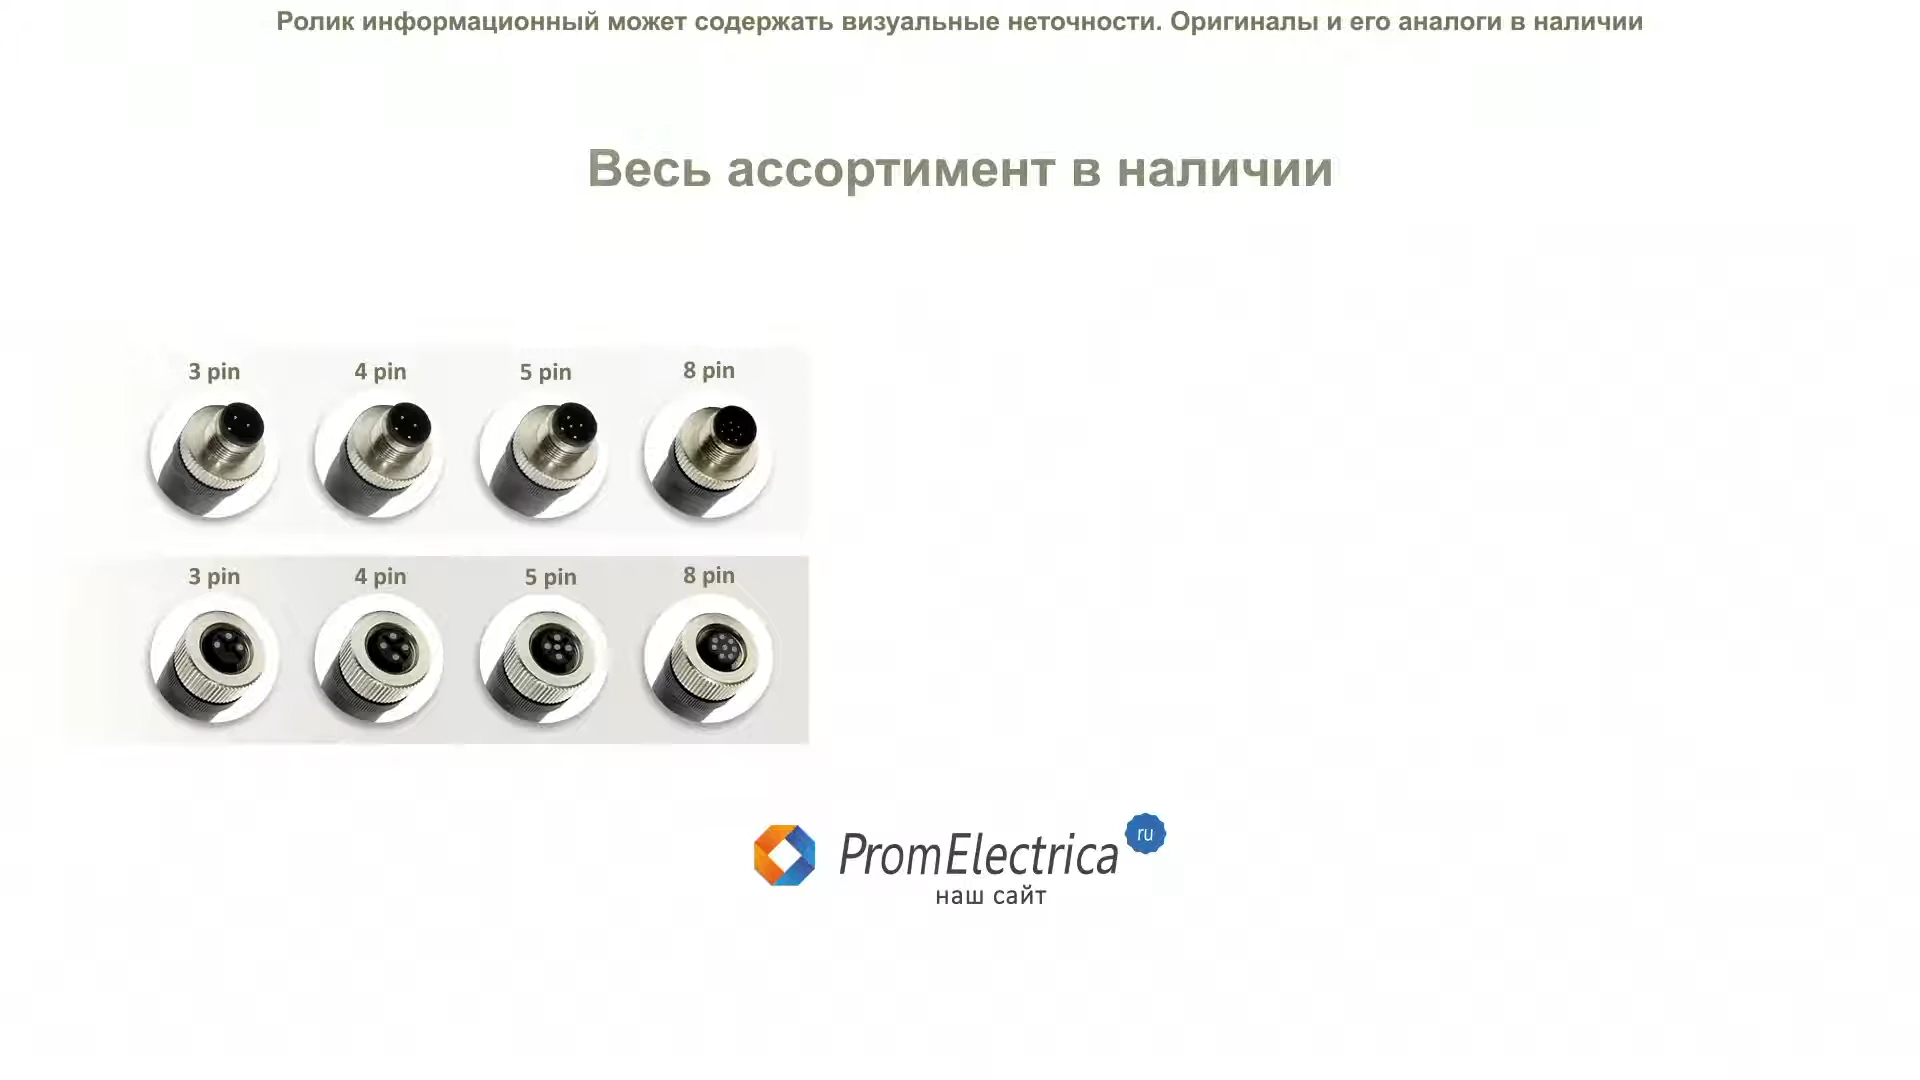 Ролик информационный может содержать визуальные неточности. Оригиналы и его аналоги в наличии
Весь ассортимент в наличии
3 pin 4 pin 5 pin 8 pin
3 pin 4 pin 5 pin 8 pin
PromElectrica ru
наш сайт